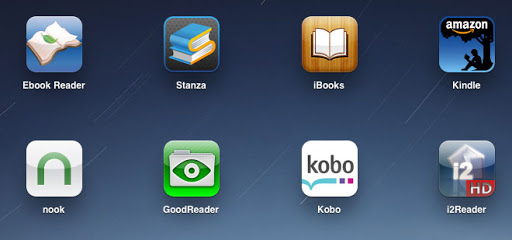 amazon
Ebook Reader
Stanza
iBooks
Kindle
n
kobo
i2
HD
nook
GoodReader
Kobo
i2Reader